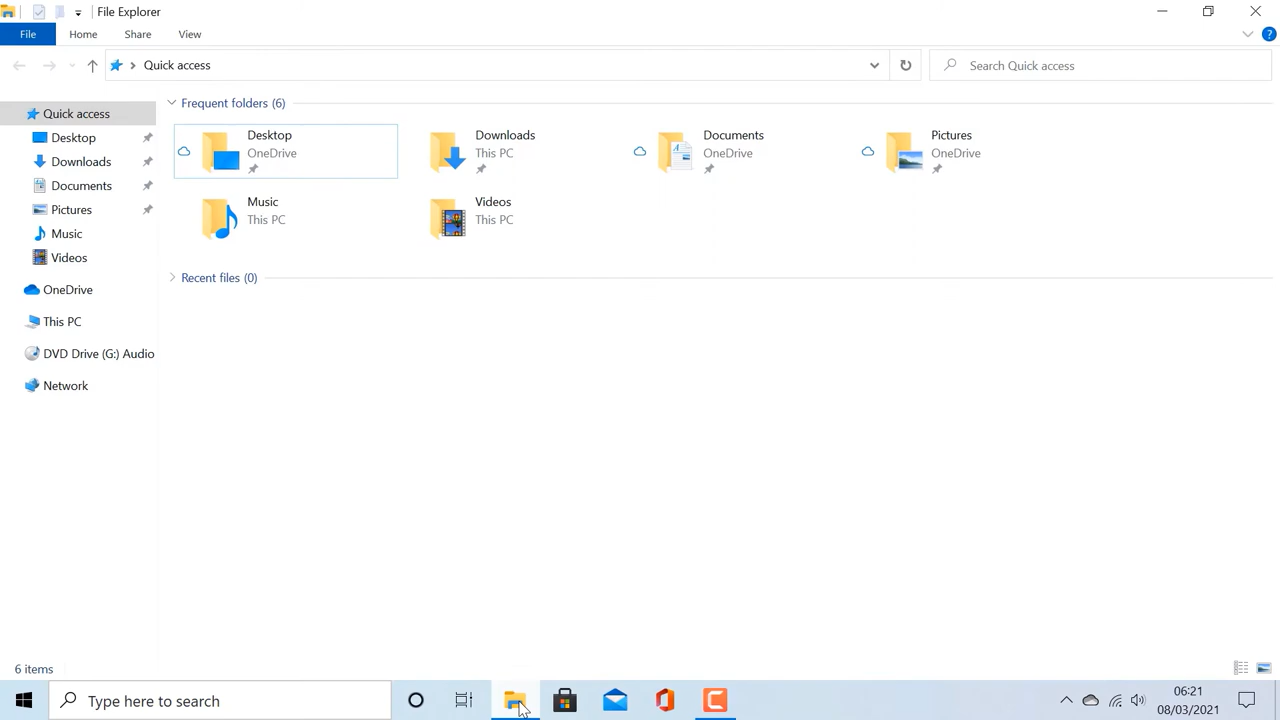 File Explorer
File Home Share View
Quick access
Search Quick access
Quick access
Desktop
Downloads
Documents
Pictures
Music
Videos
OneDrive
This PC
DVD Drive (G:) Audio
Network
Frequent folders (6)
Desktop
OneDrive
Downloads
This PC
Documents
OneDrive
Pictures
OneDrive
Music
This PC
Videos
This PC
Recent files (0)
6 items
Type here to search
06:21
08/03/2021